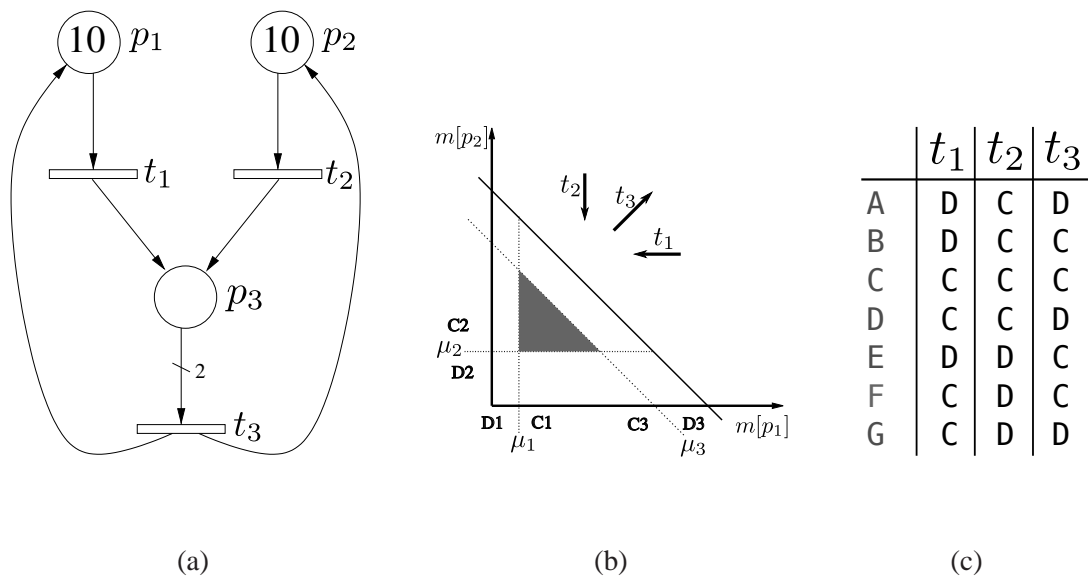 10 p1
10 p2
t1
t2
p3
2
t3
(a)
m[p2]
t2
t3
t1
C2
μ2
D2
D1 C1 C3 D3 m[p1]
μ1 μ3
(b)
t1 t2 t3
A D C D
B D C C
C C C C
D C C D
E D D C
F C D C
G C D D
(c)